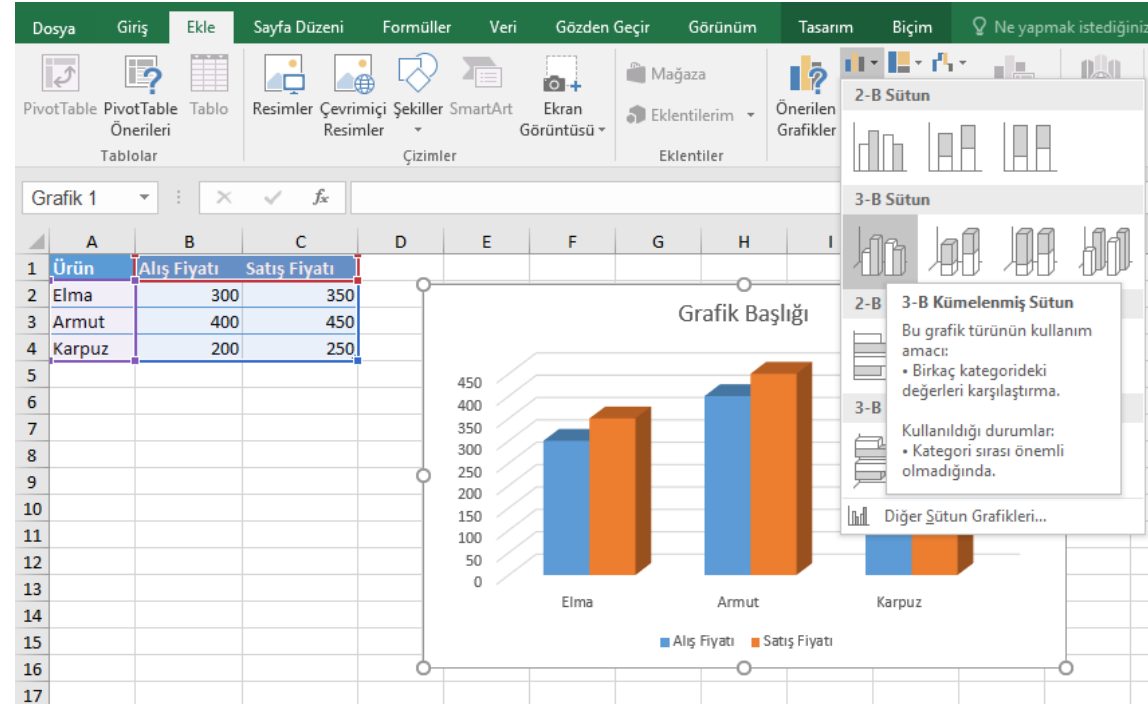 Dosya Giriş Ekle Sayfa Düzeni Formüller Veri Gözden Geçir Görünüm Tasarım Biçim Ne yapmak istediğiniz
PivotTable PivotTable Önerileri Tablo
Tablolar
Resimler Çevrimiçi Resimler Şekiller SmartArt
Çizimler
Ekran Görüntüsü
Mağaza
Eklentilerim
Eklentiler
Önerilen Grafikler
Grafik 1
fx
A B C D E F G H I
1 Ürün Alış Fiyatı Satış Fiyatı
2 Elma 300 350
3 Armut 400 450
4 Karpuz 200 250
5
6
7
8
9
10
11
12
13
14
15
16
17
Grafik Başlığı
450
400
350
300
250
200
150
100
50
0
Elma Armut Karpuz
Alış Fiyatı Satış Fiyatı
2-B Sütun
3-B Sütun
2-B
3-B
3-B Kümelenmiş Sütun
Bu grafik türünün kullanım
amacı:
• Birkaç kategorideki
değerleri karşılaştırma.
Kullanıldığı durumlar:
• Kategori sırası önemli
olmadığında.
Diğer Sütun Grafikleri...